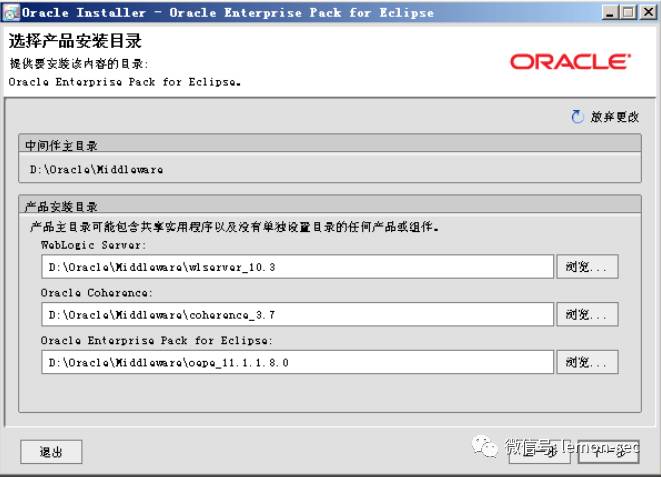 Oracle Installer - Oracle Enterprise Pack for Eclipse
选择产品安装目录
提供要安装该内容的目录:
Oracle Enterprise Pack for Eclipse.
ORACLE
放弃更改
中间件主目录
D:\Oracle\Middleware
产品安装目录
产品主目录可能包含共享实用程序以及没有单独设置目录的任何产品或组件。
WebLogic Server:
D:\Oracle\Middleware\wlserver_10.3 浏览...
Oracle Coherence:
D:\Oracle\Middleware\coherence_3.7 浏览...
Oracle Enterprise Pack for Eclipse:
D:\Oracle\Middleware\oepe_11.1.1.8.0 浏览...
退出
微信号: lemon-sec